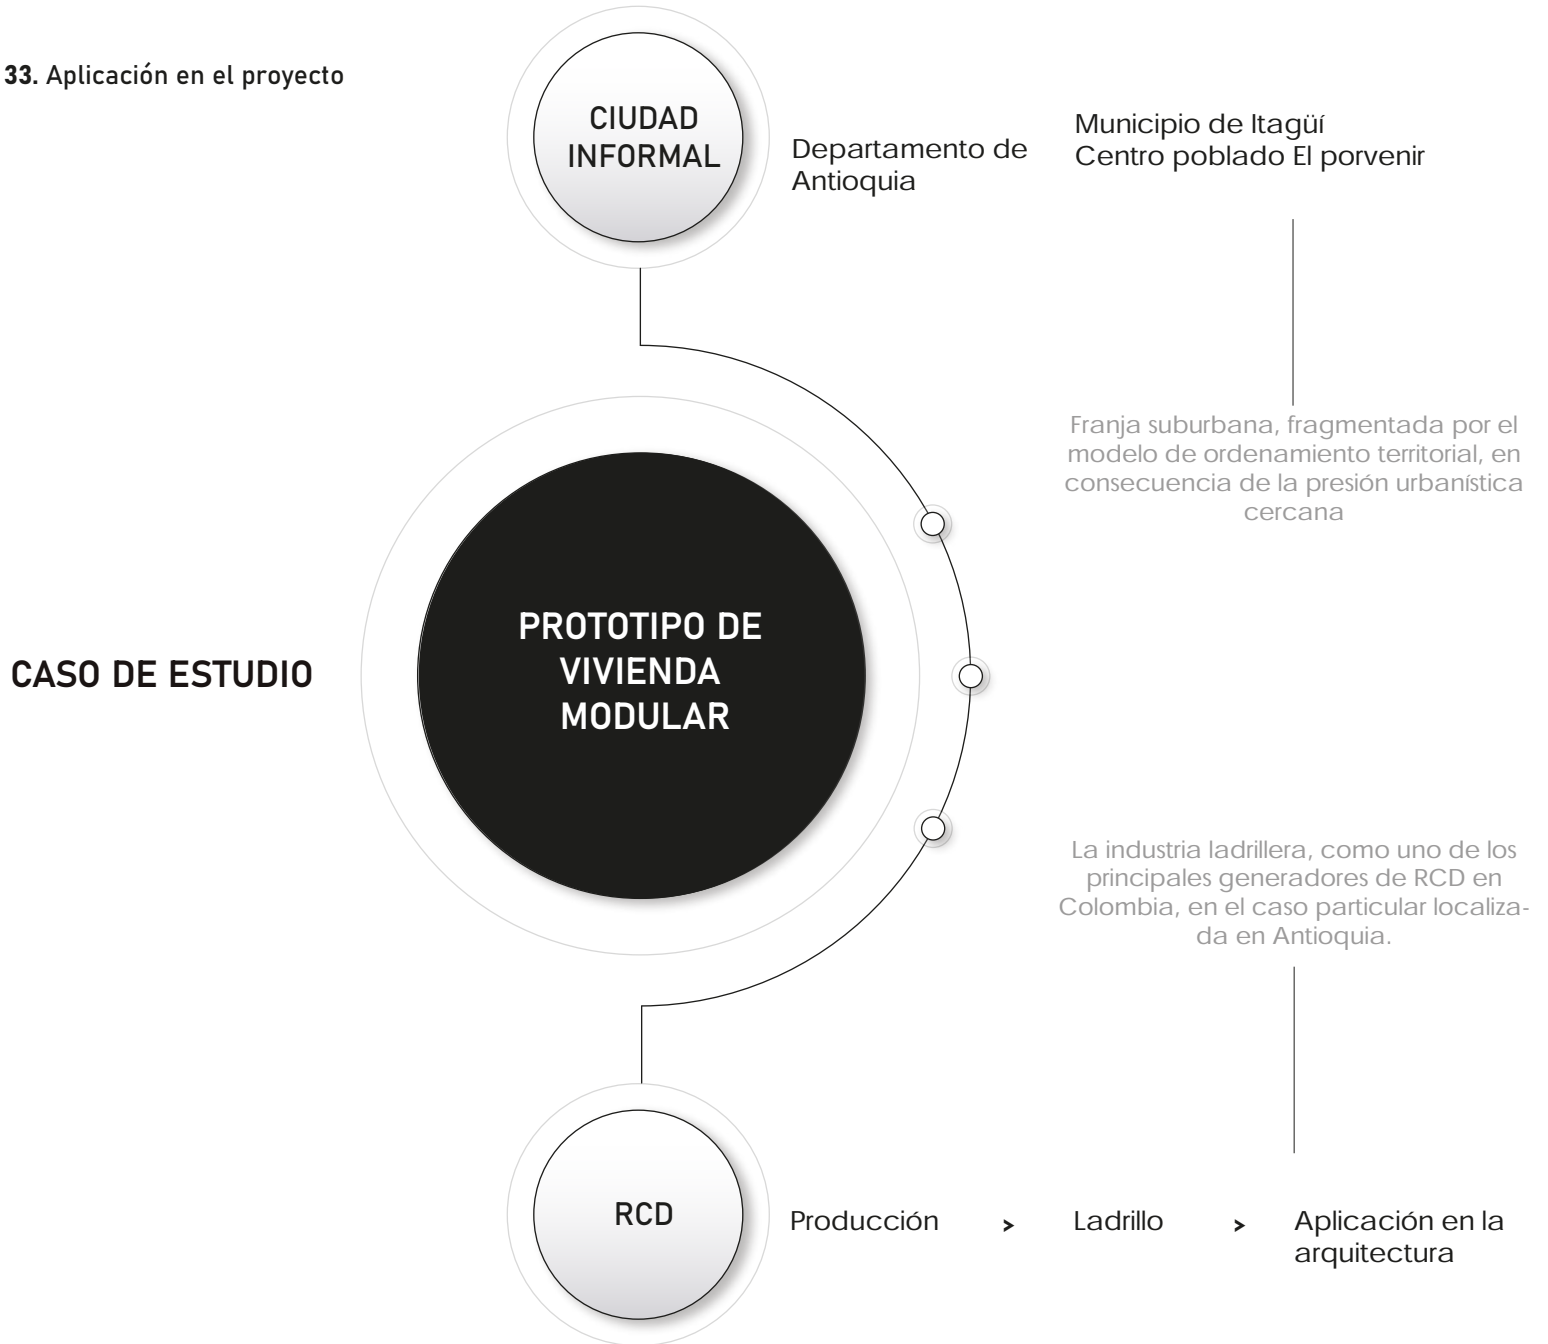 33. Aplicación en el proyecto
CIUDAD
INFORMAL
Departamento de
Antioquia
Municipio de Itagüí
Centro poblado El porvenir
Franja suburbana, fragmentada por el
modelo de ordenamiento territorial, en
consecuencia de la presión urbanística
cercana
CASO DE ESTUDIO
PROTOTIPO DE
VIVIENDA
MODULAR
La industria ladrillera, como uno de los
principales generadores de RCD en
Colombia, en el caso particular localiza-
da en Antioquia.
RCD
Producción > Ladrillo > Aplicación en la
arquitectura